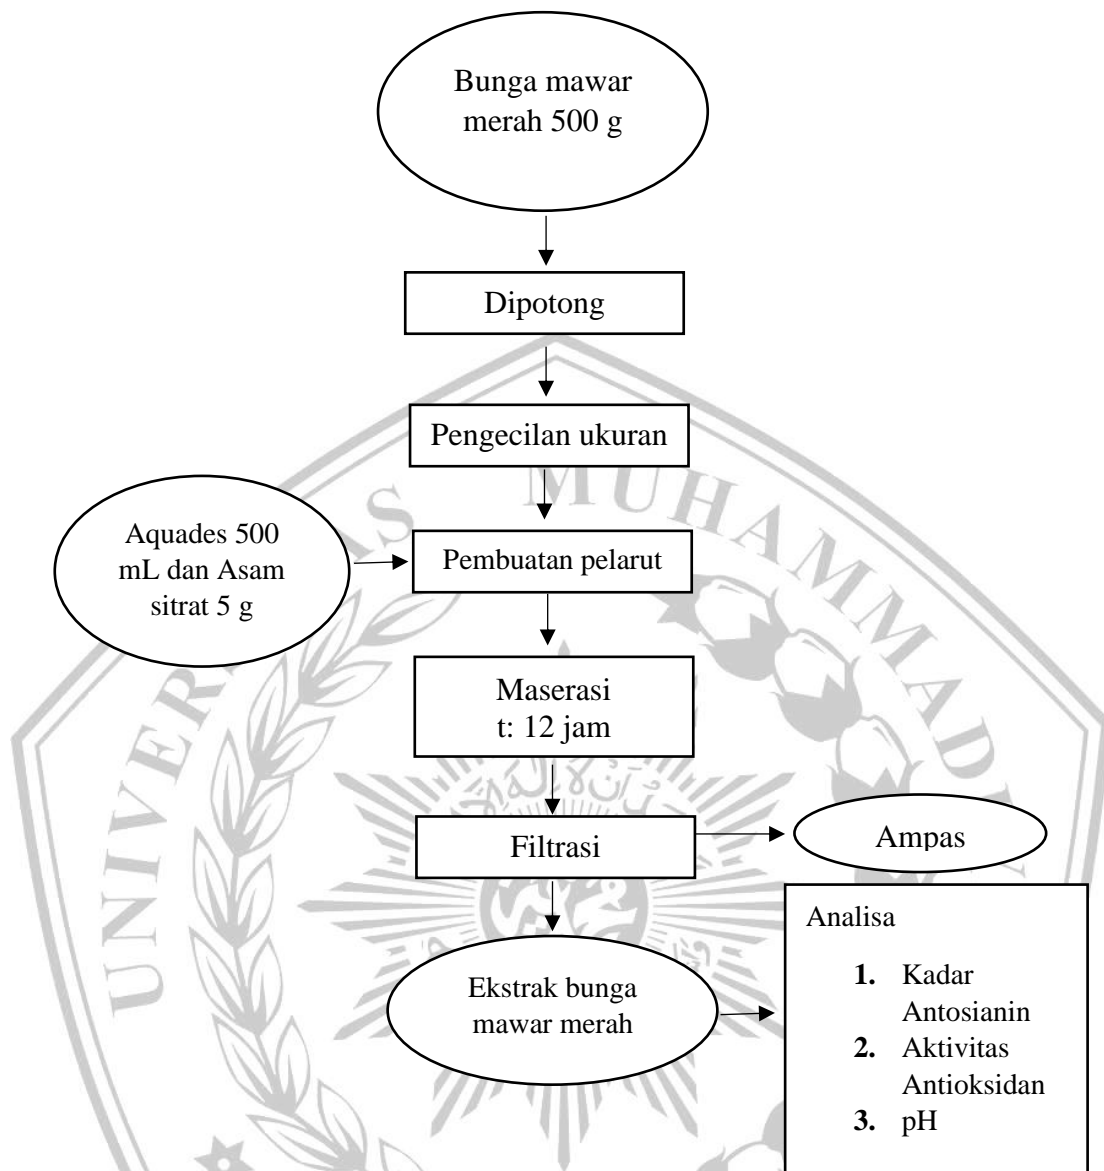 Bunga mawar
merah 500 g
Dipotong
Pengecilan ukuran
Aquades 500
mL dan Asam
sitrat 5 g
Pembuatan pelarut
Maserasi
t: 12 jam
Filtrasi
Ampas
Ekstrak bunga
mawar merah
Analisa
1. Kadar
Antosianin
2. Aktivitas
Antioksidan
3. pH
MUHAMMAD